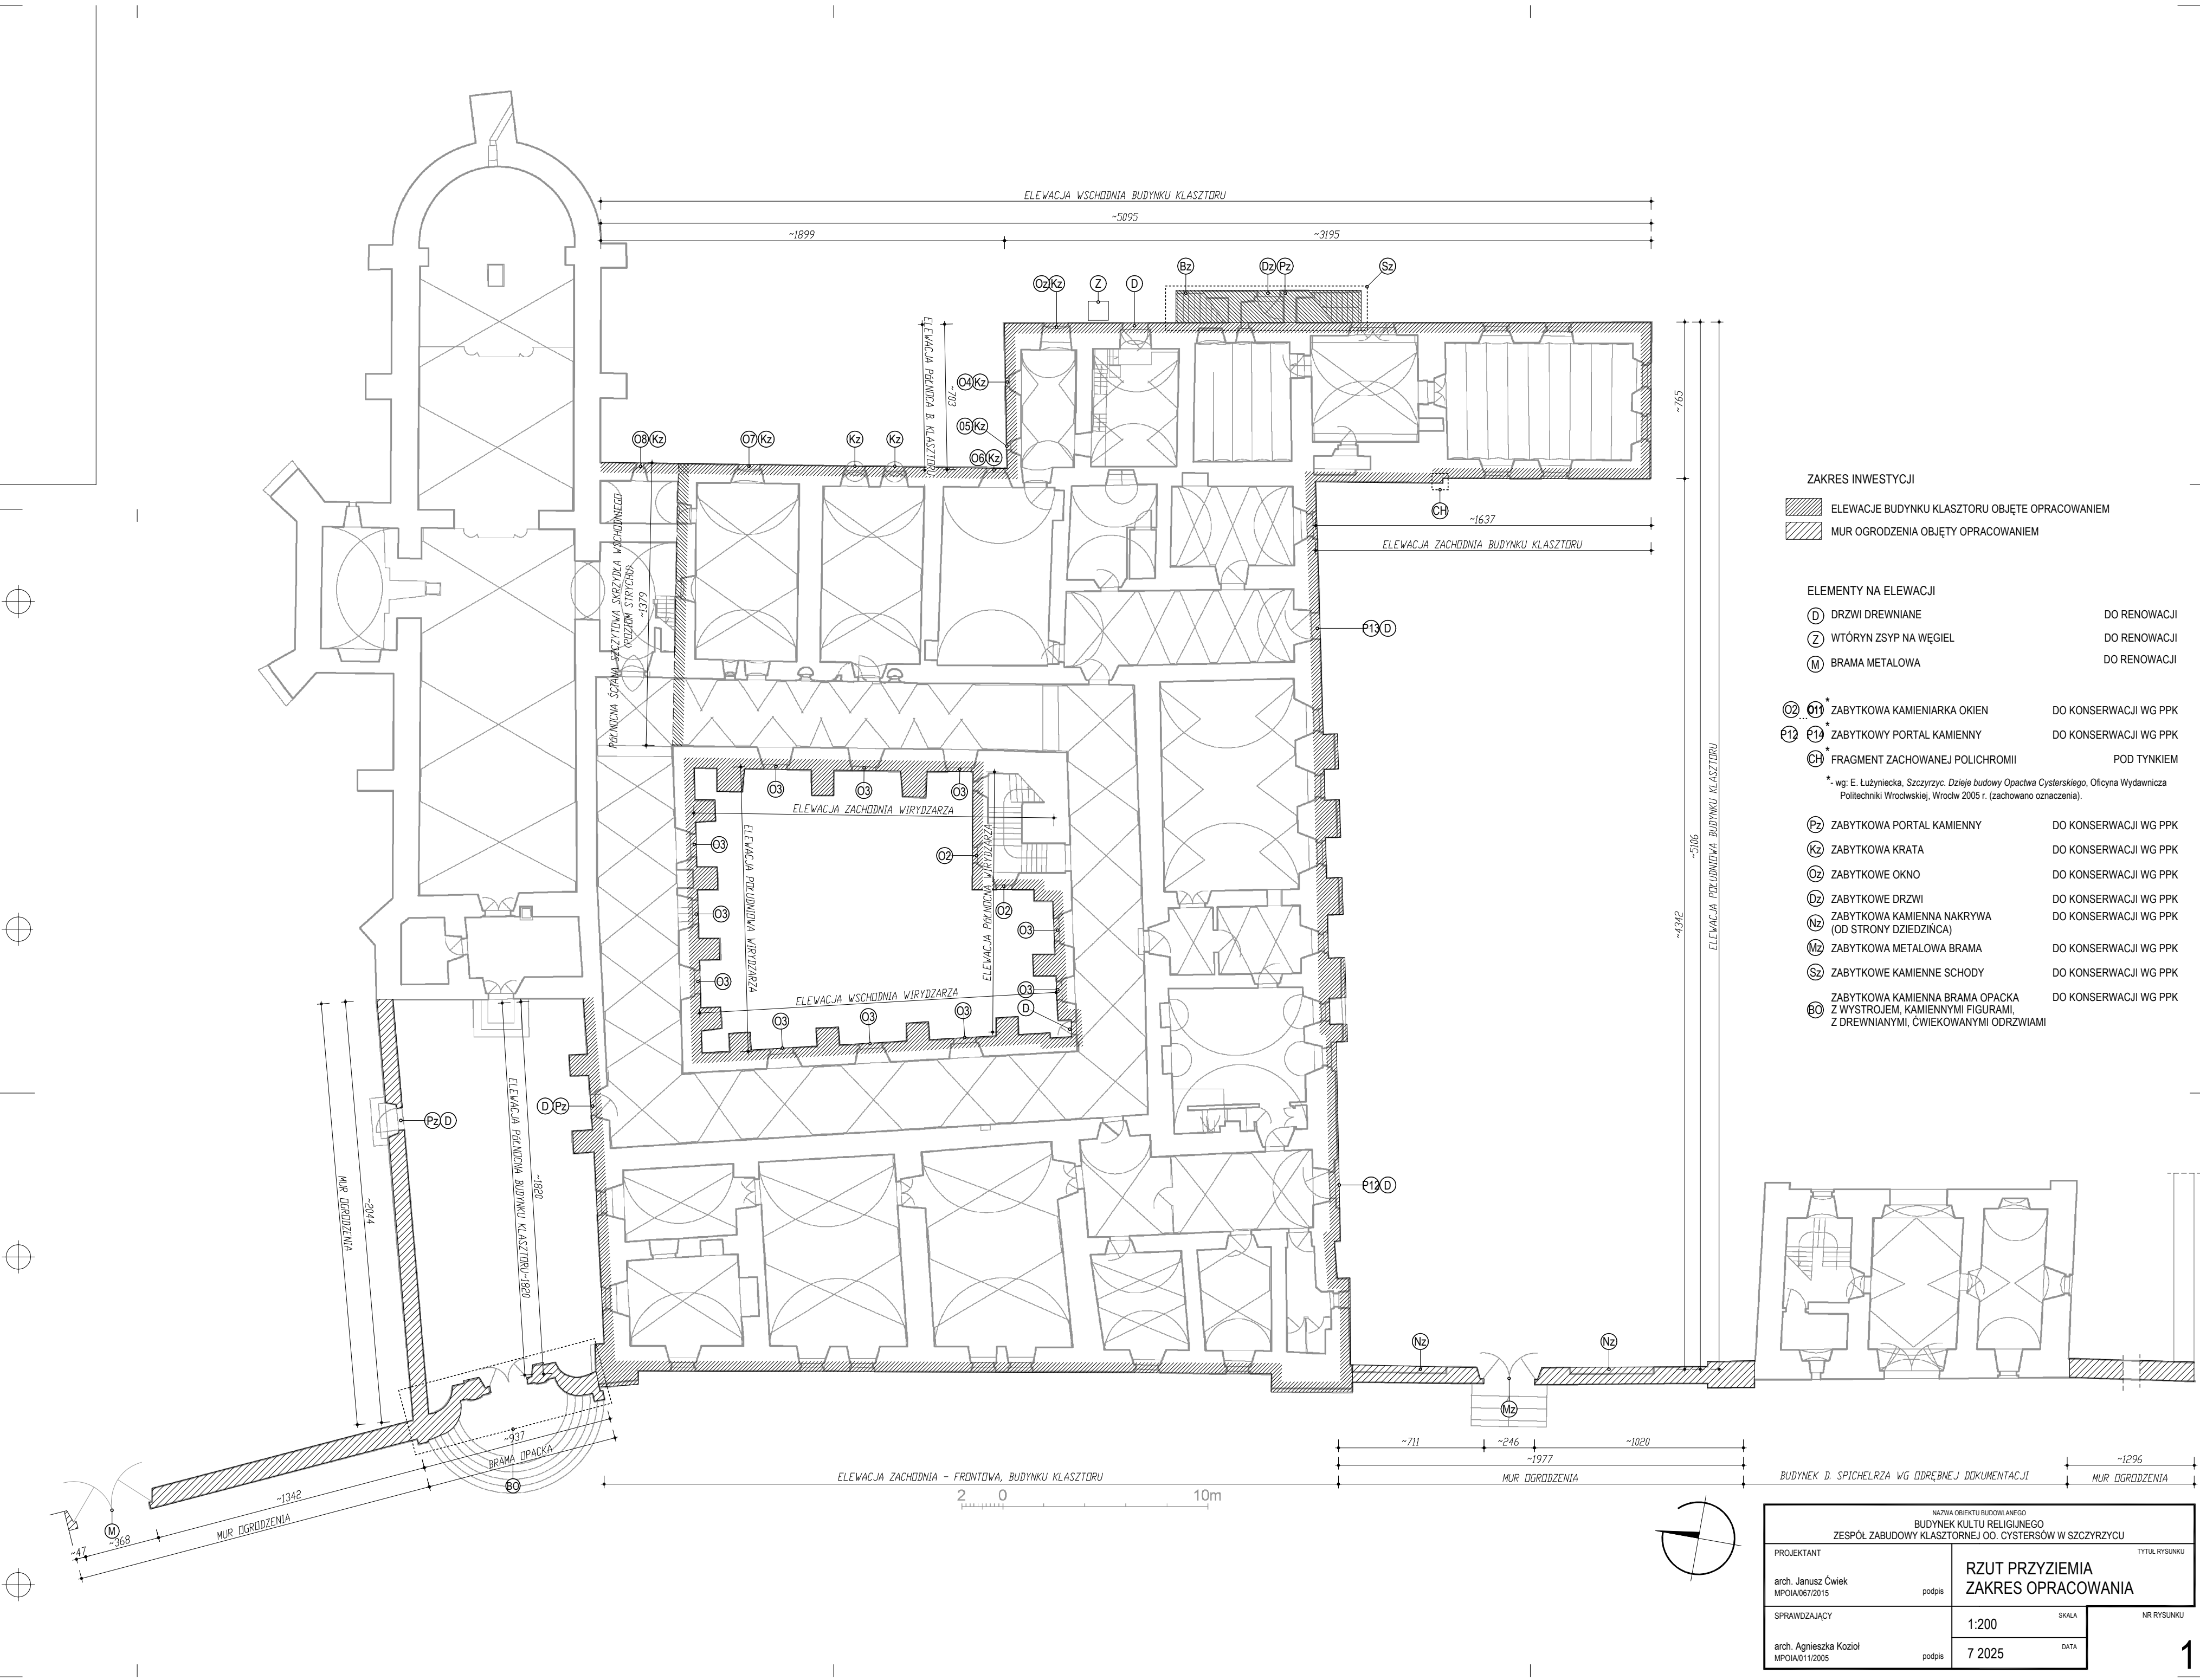 ELEWACJA WSCHODNIA BUDYNKU KLASZTORU
~5095
~1899
~3195
Bz
Dz Pz
Sz
Oz Kz
Z
D
ELEWACJA PÓŁNOCA B. KLASZTORU
~703
O4 Kz
05 Kz
O6 Kz
O8 Kz
O7 Kz
Kz
Kz
~765
CH
~1637
ELEWACJA ZACHODNIA BUDYNKU KLASZTORU
PÓŁNOCNA ŚCIANA SZCZYTOWA SKRZYDŁA WSCHODNIEGO
(POZIOM STRYCHU)
~1379
P13 D
O3
O3
O3
ELEWACJA ZACHODNIA WIRYDZARZA
ELEWACJA POŁUDNIOWA WIRYDZARZA
ELEWACJA PÓŁNOCNA WIRYDZARZA
O3
O2
O3
O2
O3
O3
O3
D
ELEWACJA WSCHODNIA WIRYDZARZA
O3
O3
O3
~4342
~5106
ELEWACJA POŁUDNIOWA BUDYNKU KLASZTORU
D Pz
Pz D
MUR OGRODZENIA
~2044
ELEWACJA PÓŁNOCNA BUDYNKU KLASZTORU~1820
~1820
P12 D
Nz
Nz
Mz
~937
BRAMA OPACKA
BO
~1342
MUR OGRODZENIA
M
~368
~47
ELEWACJA ZACHODNIA - FRONTOWA, BUDYNKU KLASZTORU
~711
~246
~1020
~1977
MUR OGRODZENIA
BUDYNEK D. SPICHELRZA WG ODRĘBNEJ DOKUMENTACJI
~1296
MUR OGRODZENIA
2 0 10m
ZAKRES INWESTYCJI
ELEWACJE BUDYNKU KLASZTORU OBJĘTE OPRACOWANIEM
MUR OGRODZENIA OBJĘTY OPRACOWANIEM
ELEMENTY NA ELEWACJI
D DRZWI DREWNIANE DO RENOWACJI
Z WTÓRYN ZSYP NA WĘGIEL DO RENOWACJI
M BRAMA METALOWA DO RENOWACJI
O2 ... O11 * ZABYTKOWA KAMIENIARKA OKIEN DO KONSERWACJI WG PPK
P12 P14 * ZABYTKOWY PORTAL KAMIENNY DO KONSERWACJI WG PPK
CH * FRAGMENT ZACHOWANEJ POLICHROMII POD TYNKIEM
*- wg: E. Łużyniecka, Szczyrzyc. Dzieje budowy Opactwa Cysterskiego, Oficyna Wydawnicza
Politechniki Wrocłwskiej, Wrocłw 2005 r. (zachowano oznaczenia).
Pz ZABYTKOWA PORTAL KAMIENNY DO KONSERWACJI WG PPK
Kz ZABYTKOWA KRATA DO KONSERWACJI WG PPK
Oz ZABYTKOWE OKNO DO KONSERWACJI WG PPK
Dz ZABYTKOWE DRZWI DO KONSERWACJI WG PPK
Nz ZABYTKOWA KAMIENNA NAKRYWA DO KONSERWACJI WG PPK
(OD STRONY DZIEDZIŃCA)
Mz ZABYTKOWA METALOWA BRAMA DO KONSERWACJI WG PPK
Sz ZABYTKOWE KAMIENNE SCHODY DO KONSERWACJI WG PPK
BO ZABYTKOWA KAMIENNA BRAMA OPACKA DO KONSERWACJI WG PPK
Z WYSTROJEM, KAMIENNYMI FIGURAMI,
Z DREWNIANYMI, ĆWIEKOWANYMI ODRZWIAMI
NAZWA OBIEKTU BUDOWLANEGO
BUDYNEK KULTU RELIGIJNEGO
ZESPÓŁ ZABUDOWY KLASZTORNEJ OO. CYSTERSÓW W SZCZYRZYCU
PROJEKTANT
arch. Janusz Ćwiek
MPOIA/067/2015 podpis
TYTUŁ RYSUNKU
RZUT PRZYZIEMIA
ZAKRES OPRACOWANIA
SPRAWDZAJĄCY
arch. Agnieszka Kozioł
MPOIA/011/2005 podpis
1:200 SKALA
7 2025 DATA
NR RYSUNKU
1